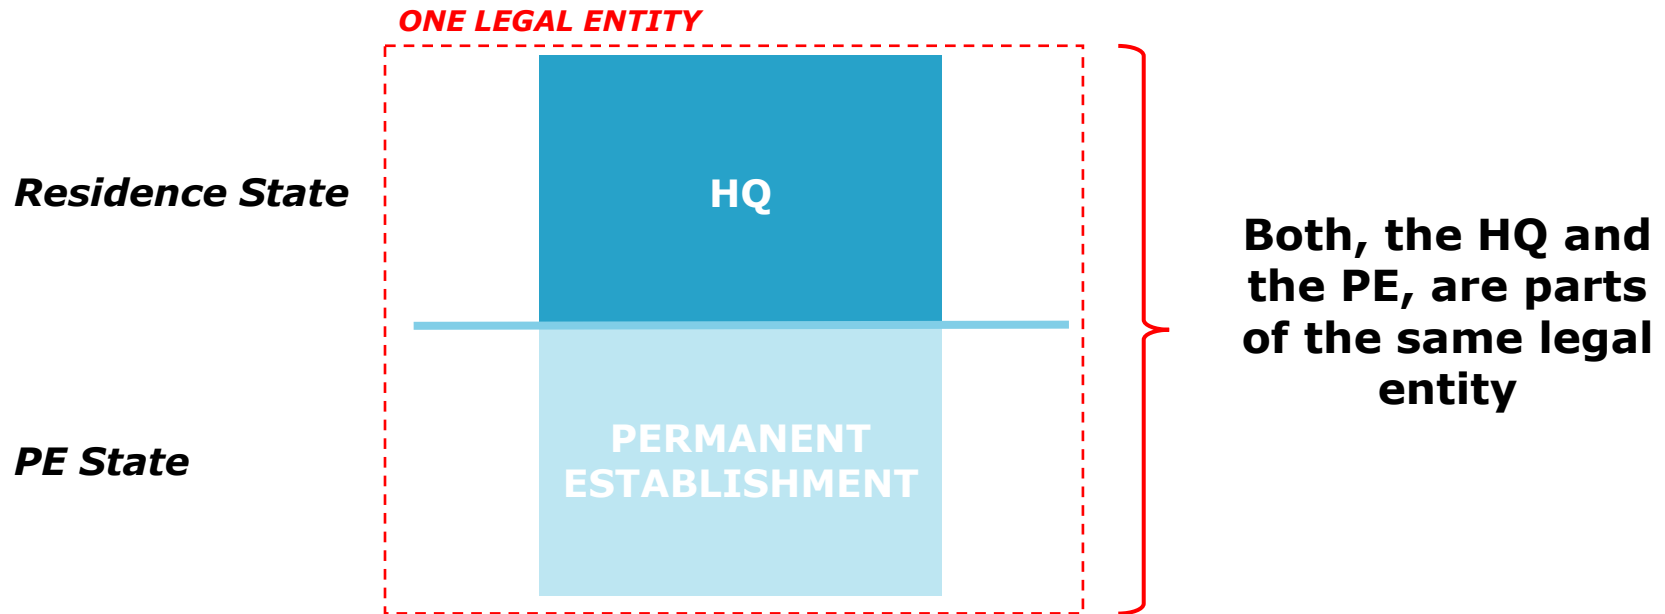 ONE LEGAL ENTITY
Residence State
HQ
PE State
PERMANENT
ESTABLISHMENT
Both, the HQ and
the PE, are parts
of the same legal
entity